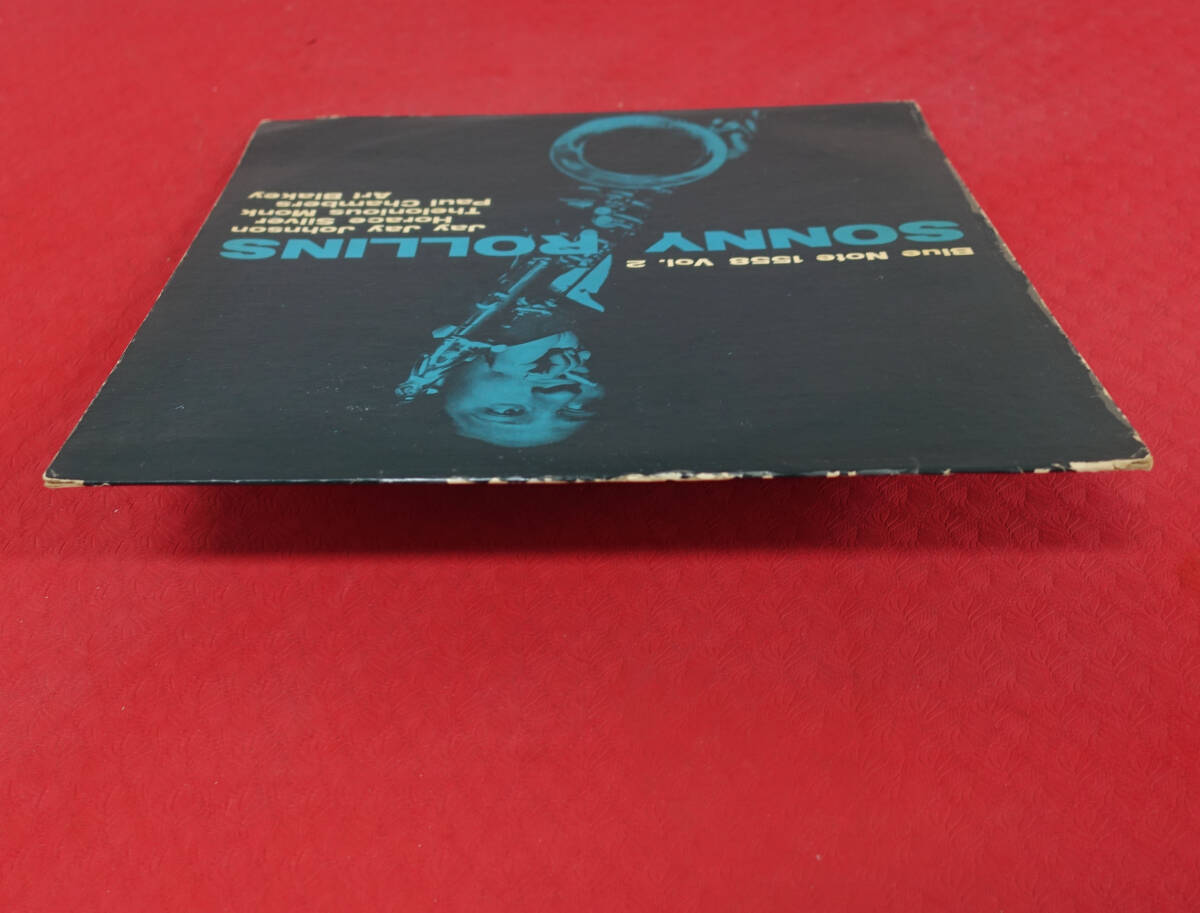 Blue Note 1558 Vol. 2
SONNY ROLLINS
Jay Jay Johnson
Horace Silver
Thelonious Monk
Paul Chambers
Art Blakey